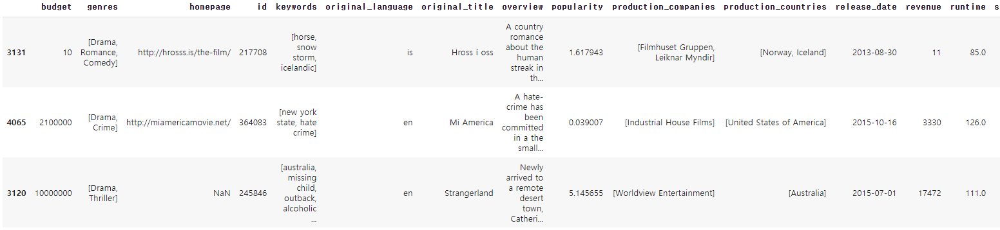 budget genres homepage id keywords original_language original_title overview popularity production_companies production_countries release_date revenue runtime s
3131 10 [Drama, Romance, Comedy] http://hrosss.is/the-film/ 217708 [horse, snow storm, icelandic] is Hross í oss A country romance about the human streak in th... 1.617943 [Filmhuset Gruppen, Leiknar Myndir] [Norway, Iceland] 2013-08-30 11 85.0
4065 2100000 [Drama, Crime] http://miamericamovie.net/ 364083 [new york state, hate crime] en Mi America A hate-crime has been committed in a the small... 0.039007 [Industrial House Films] [United States of America] 2015-10-16 3330 126.0
3120 10000000 [Drama, Thriller] NaN 245846 [australia, missing child, outback, alcoholic ... en Strangerland Newly arrived to a remote desert town, Catheri... 5.145655 [Worldview Entertainment] [Australia] 2015-07-01 17472 111.0